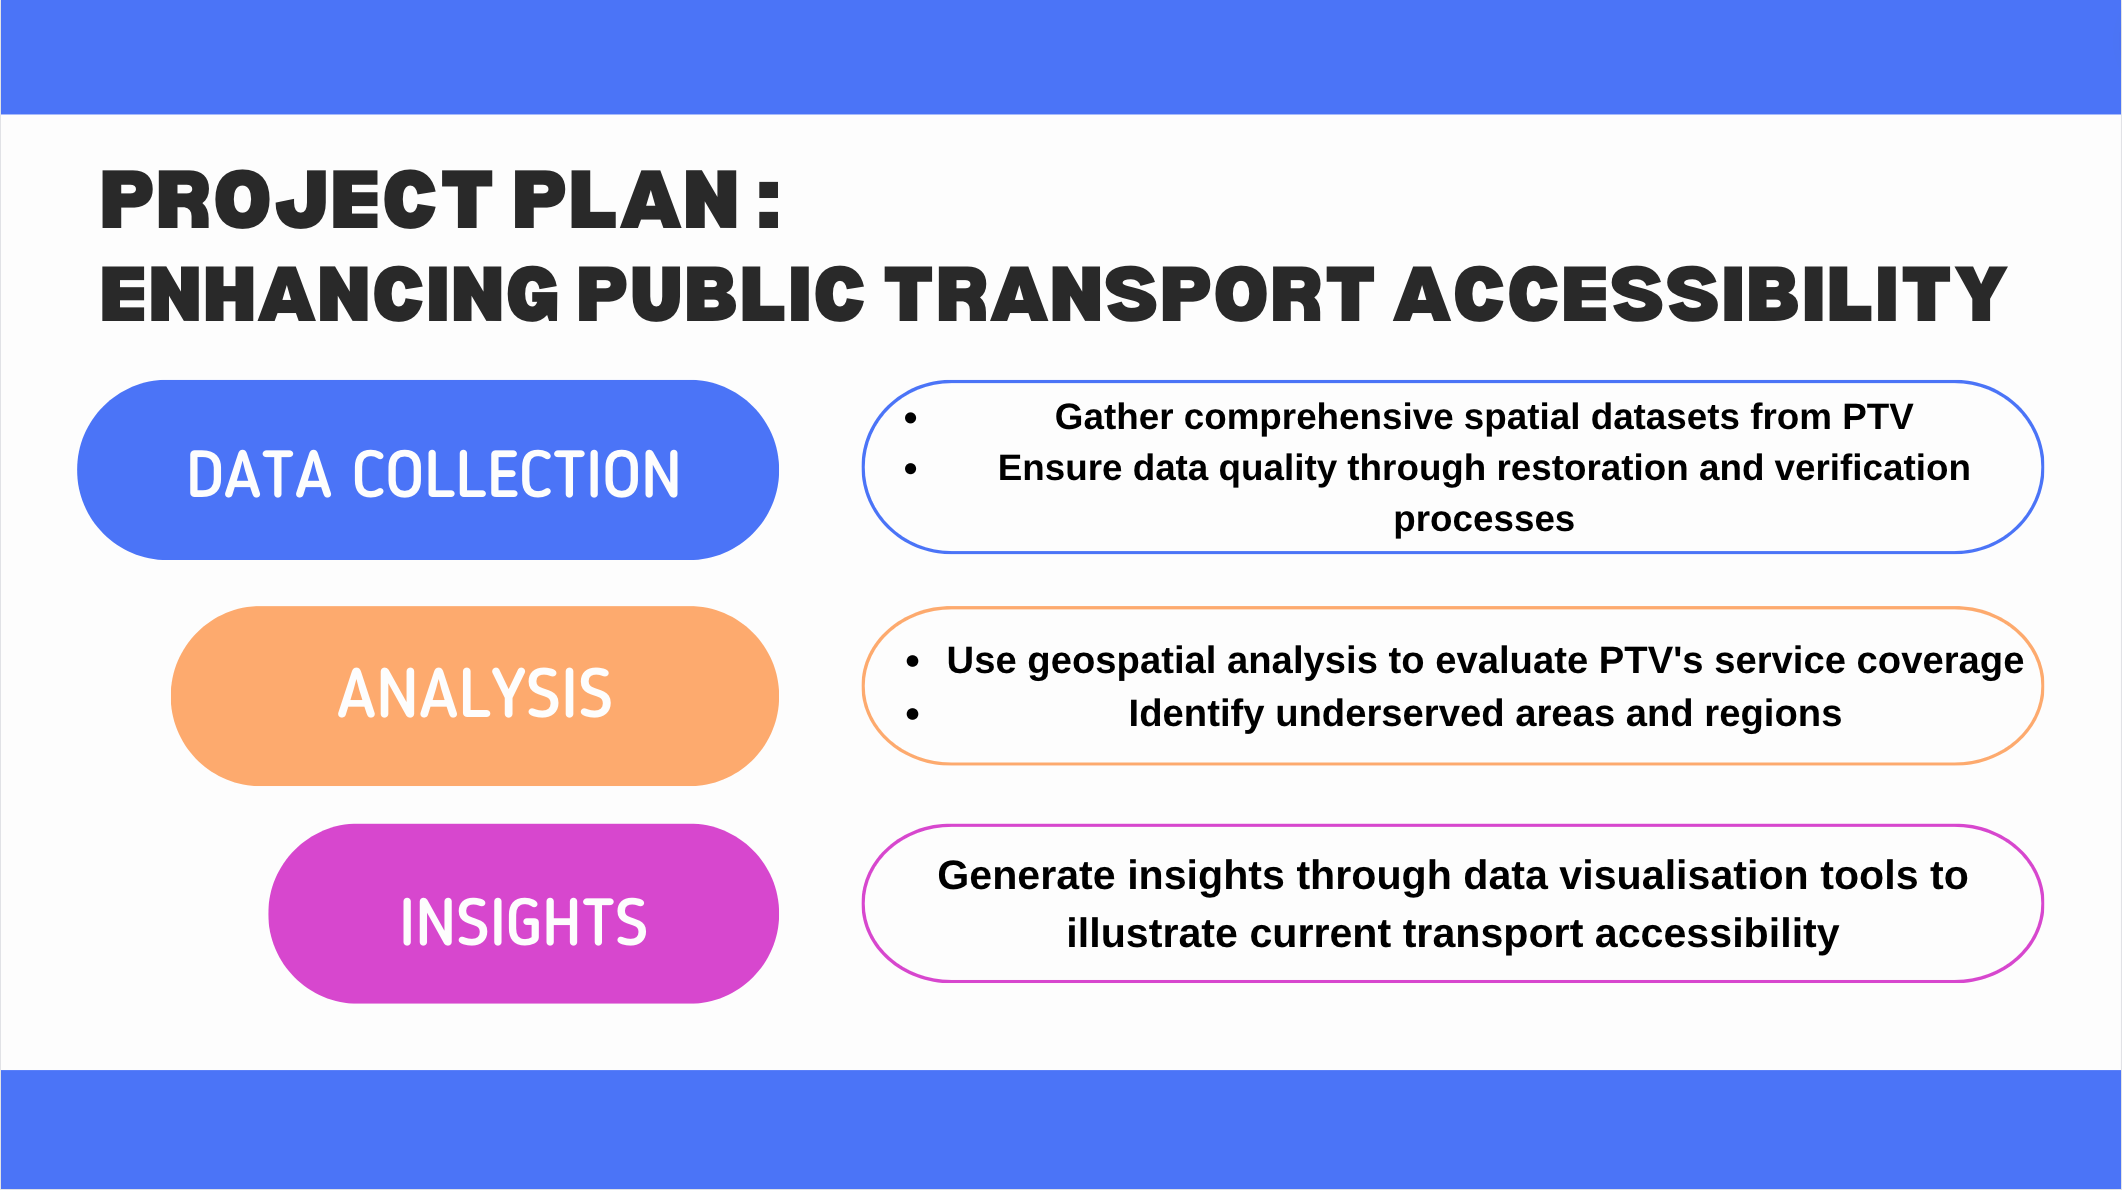 PROJECT PLAN :
ENHANCING PUBLIC TRANSPORT ACCESSIBILITY
DATA COLLECTION
• Gather comprehensive spatial datasets from PTV
• Ensure data quality through restoration and verification
processes
ANALYSIS
• Use geospatial analysis to evaluate PTV's service coverage
• Identify underserved areas and regions
INSIGHTS
Generate insights through data visualisation tools to
illustrate current transport accessibility